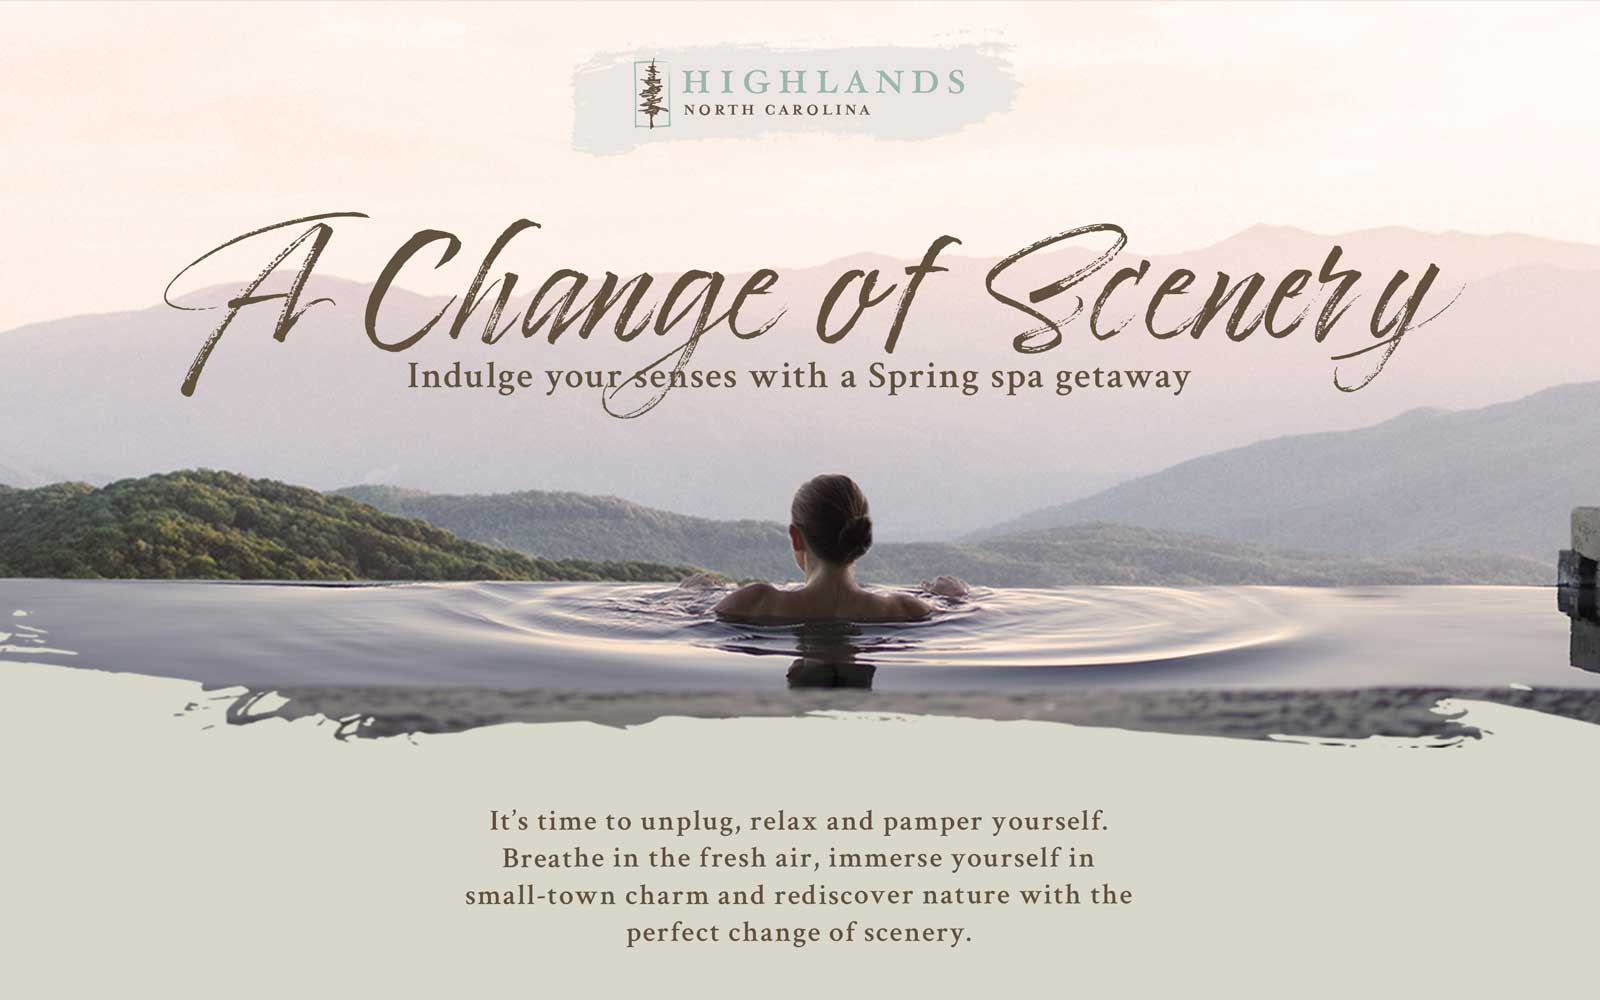 HIGHLANDS
NORTH CAROLINA
A Change of Scenery
Indulge your senses with a Spring spa getaway
It’s time to unplug, relax and pamper yourself.
Breathe in the fresh air, immerse yourself in
small-town charm and rediscover nature with the
perfect change of scenery.